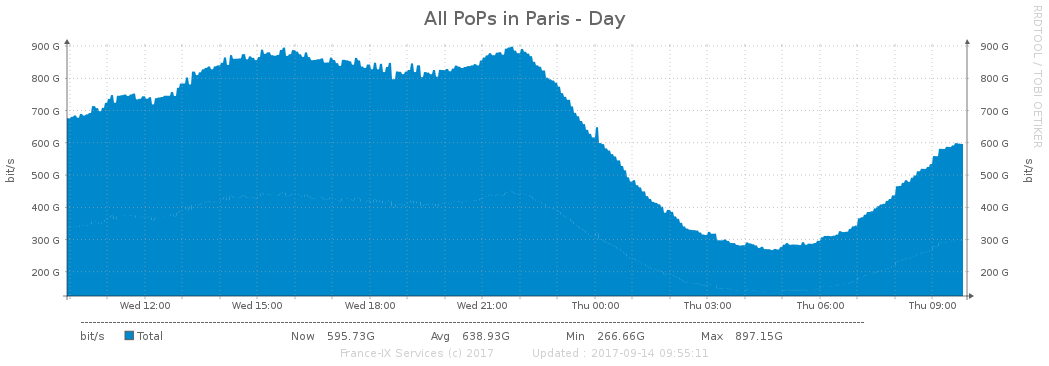 All PoPs in Paris - Day
RRDTOOL / TOBI OETIKER
bit/s
900 G
800 G
700 G
600 G
500 G
400 G
300 G
200 G
900 G
800 G
700 G
600 G
500 G
400 G
300 G
200 G
bit/s
Wed 12:00 Wed 15:00 Wed 18:00 Wed 21:00 Thu 00:00 Thu 03:00 Thu 06:00 Thu 09:00
bit/s Total Now 595.73G Avg 638.93G Min 266.66G Max 897.15G
France-IX Services (c) 2017 Updated : 2017-09-14 09:55:11